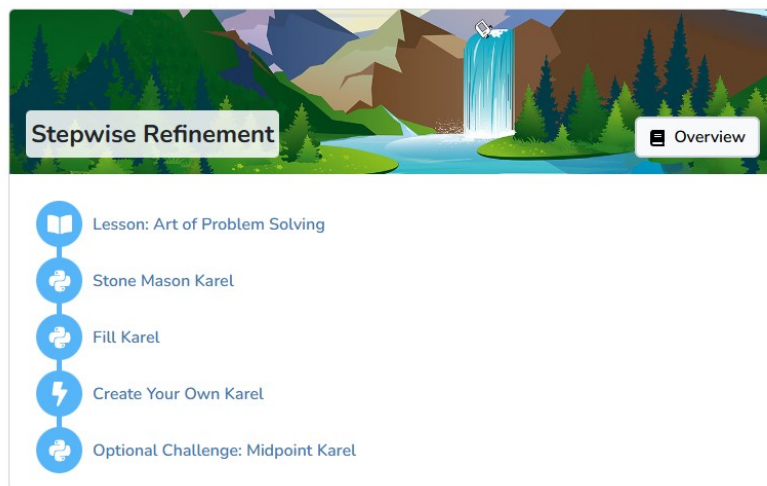 Stepwise Refinement
Overview
Lesson: Art of Problem Solving
Stone Mason Karel
Fill Karel
Create Your Own Karel
Optional Challenge: Midpoint Karel